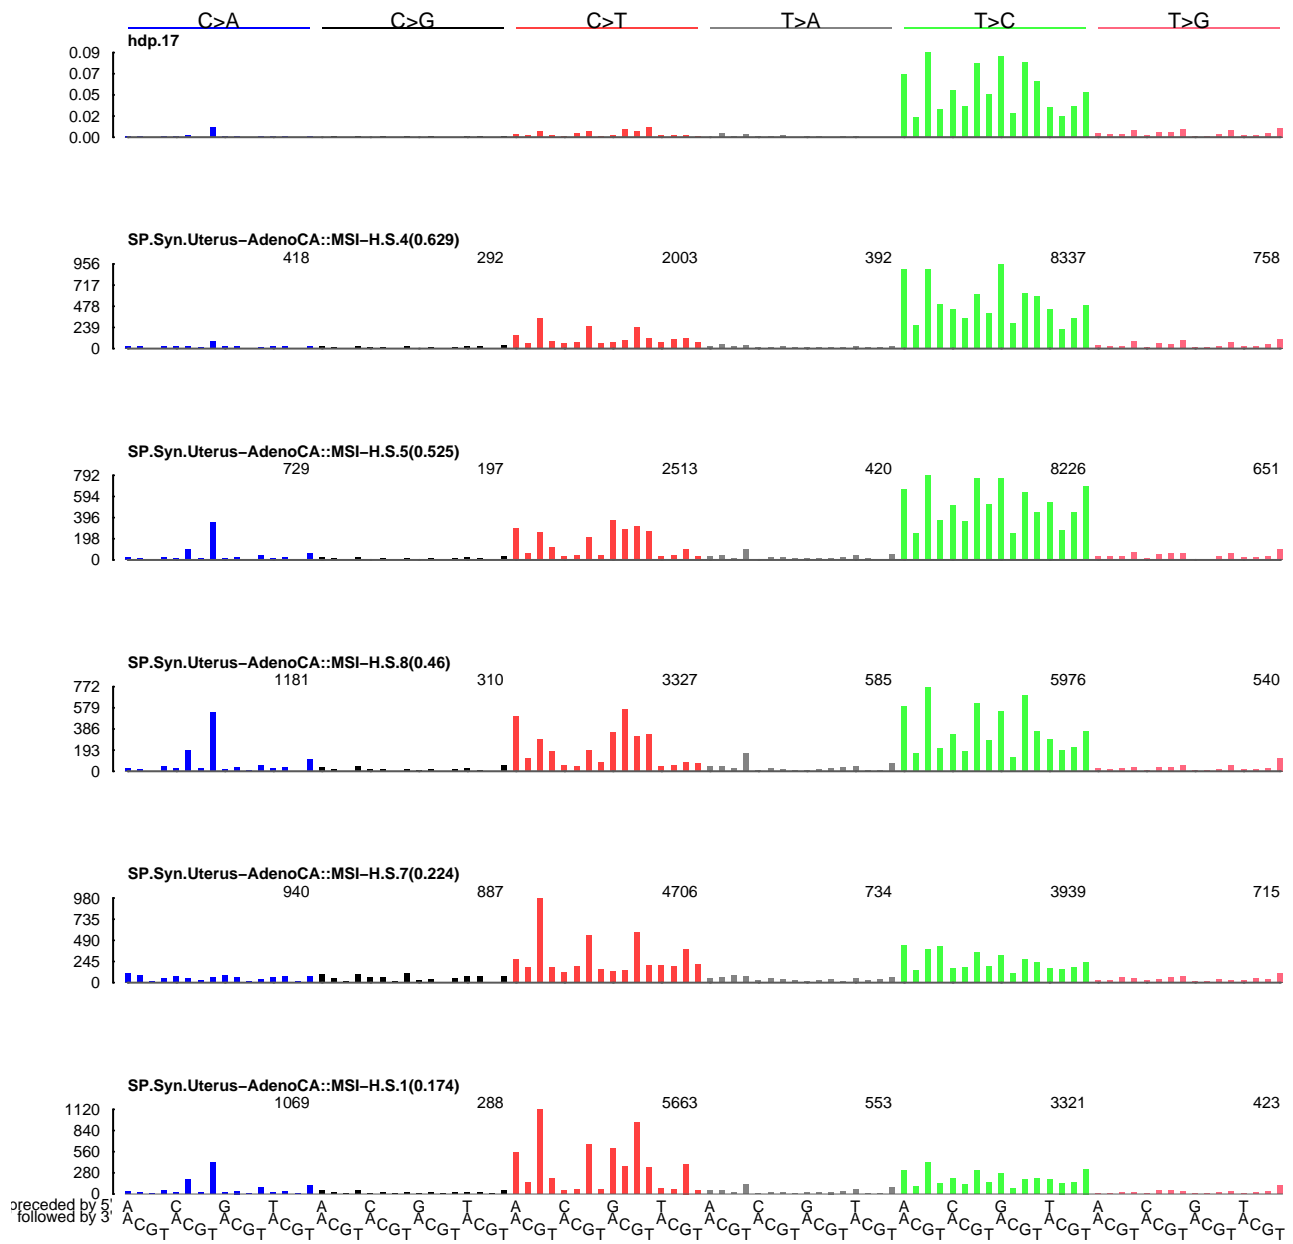 C>A C>G C>T T>A T>C T>G
hdp.17
0.09
0.07
0.05
0.02
0.00
SP.Syn.Uterus−AdenoCA::MSI−H.S.4(0.629)
418 292 2003 392 8337 758
956
717
478
239
0
SP.Syn.Uterus−AdenoCA::MSI−H.S.5(0.525)
729 197 2513 420 8226 651
792
594
396
198
0
SP.Syn.Uterus−AdenoCA::MSI−H.S.8(0.46)
1181 310 3327 585 5976 540
772
579
386
193
0
SP.Syn.Uterus−AdenoCA::MSI−H.S.7(0.224)
940 887 4706 734 3939 715
980
735
490
245
0
SP.Syn.Uterus−AdenoCA::MSI−H.S.1(0.174)
1069 288 5663 553 3321 423
1120
840
560
280
0
preceded by 5' A C G T A C G T A C G T A C G T A C G T A C G T
followed by 3' A C G T A C G T A C G T A C G T A C G T A C G T A C G T A C G T A C G T A C G T A C G T A C G T A C G T A C G T A C G T A C G T A C G T A C G T A C G T A C G T A C G T A C G T A C G T A C G T